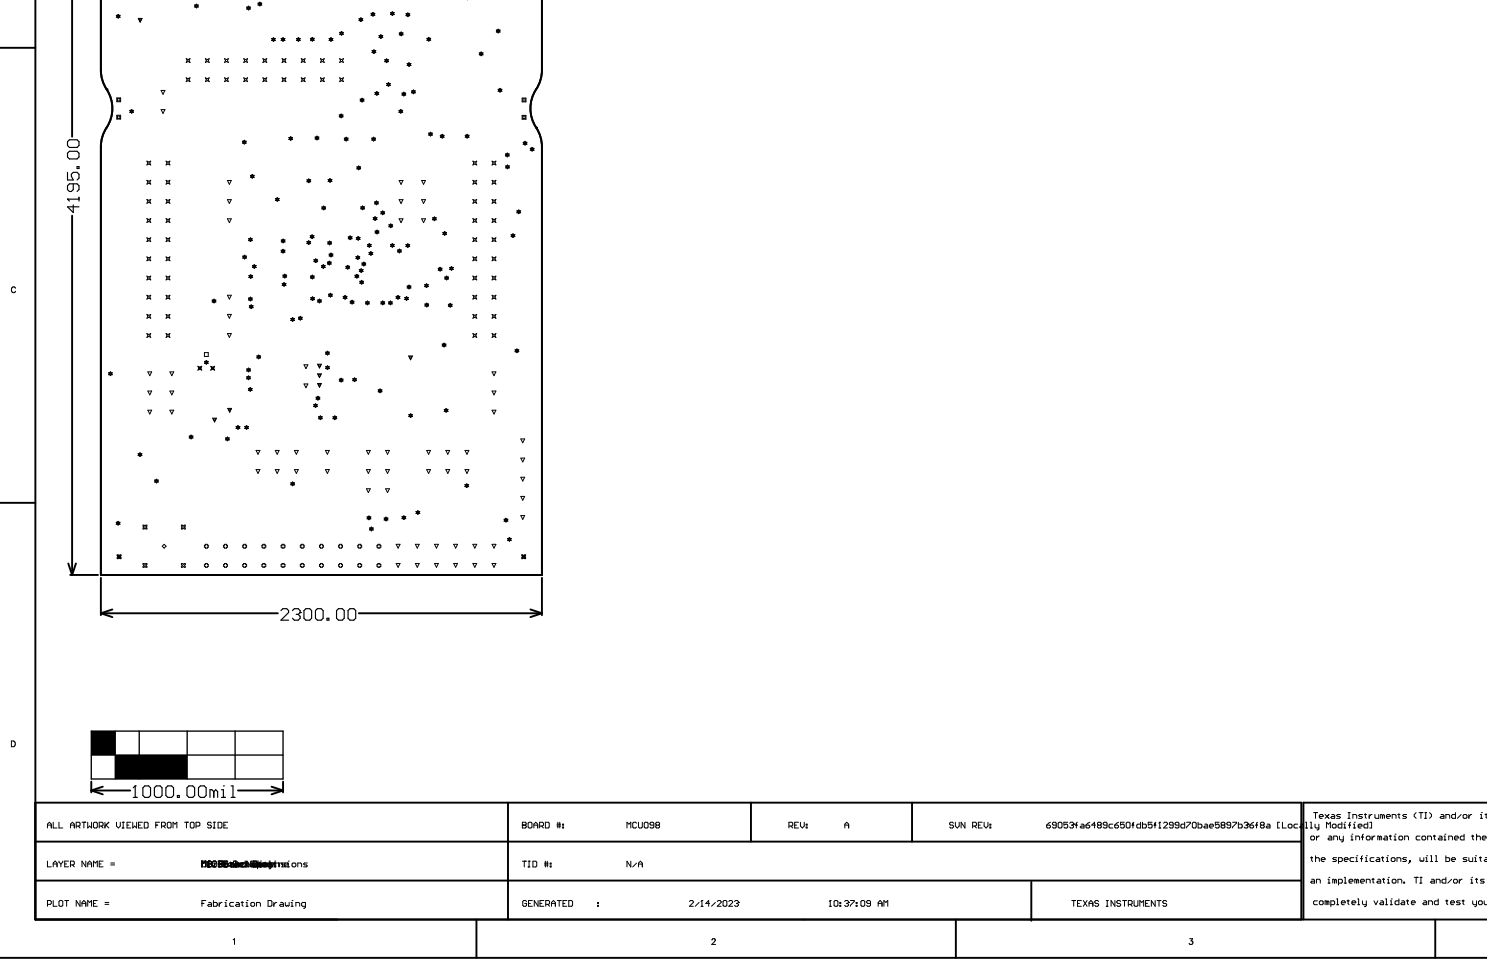 4195.00
C
2300.00
D
1000.00mil
ALL ARTWORK VIEWED FROM TOP SIDE
BOARD #: MCU098
REV: A
SVN REV: 69053fa6489c650fdb5f1299d70bae5897b36f8a [Locally Modified]
LAYER NAME =
TID #: N/A
PLOT NAME = Fabrication Drawing
GENERATED : 2/14/2023 10:37:09 AM
TEXAS INSTRUMENTS
Texas Instruments (TI) and/or it
or any information contained the
the specifications, will be suita
an implementation. TI and/or its
completely validate and test you
1
2
3